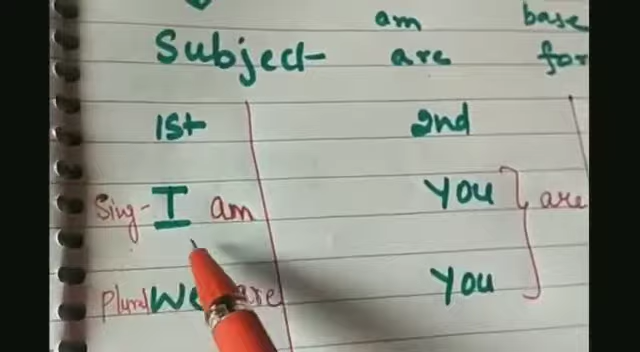 am base
Subject- are for
1st 2nd
Sing- I am You } are
Plural We are You